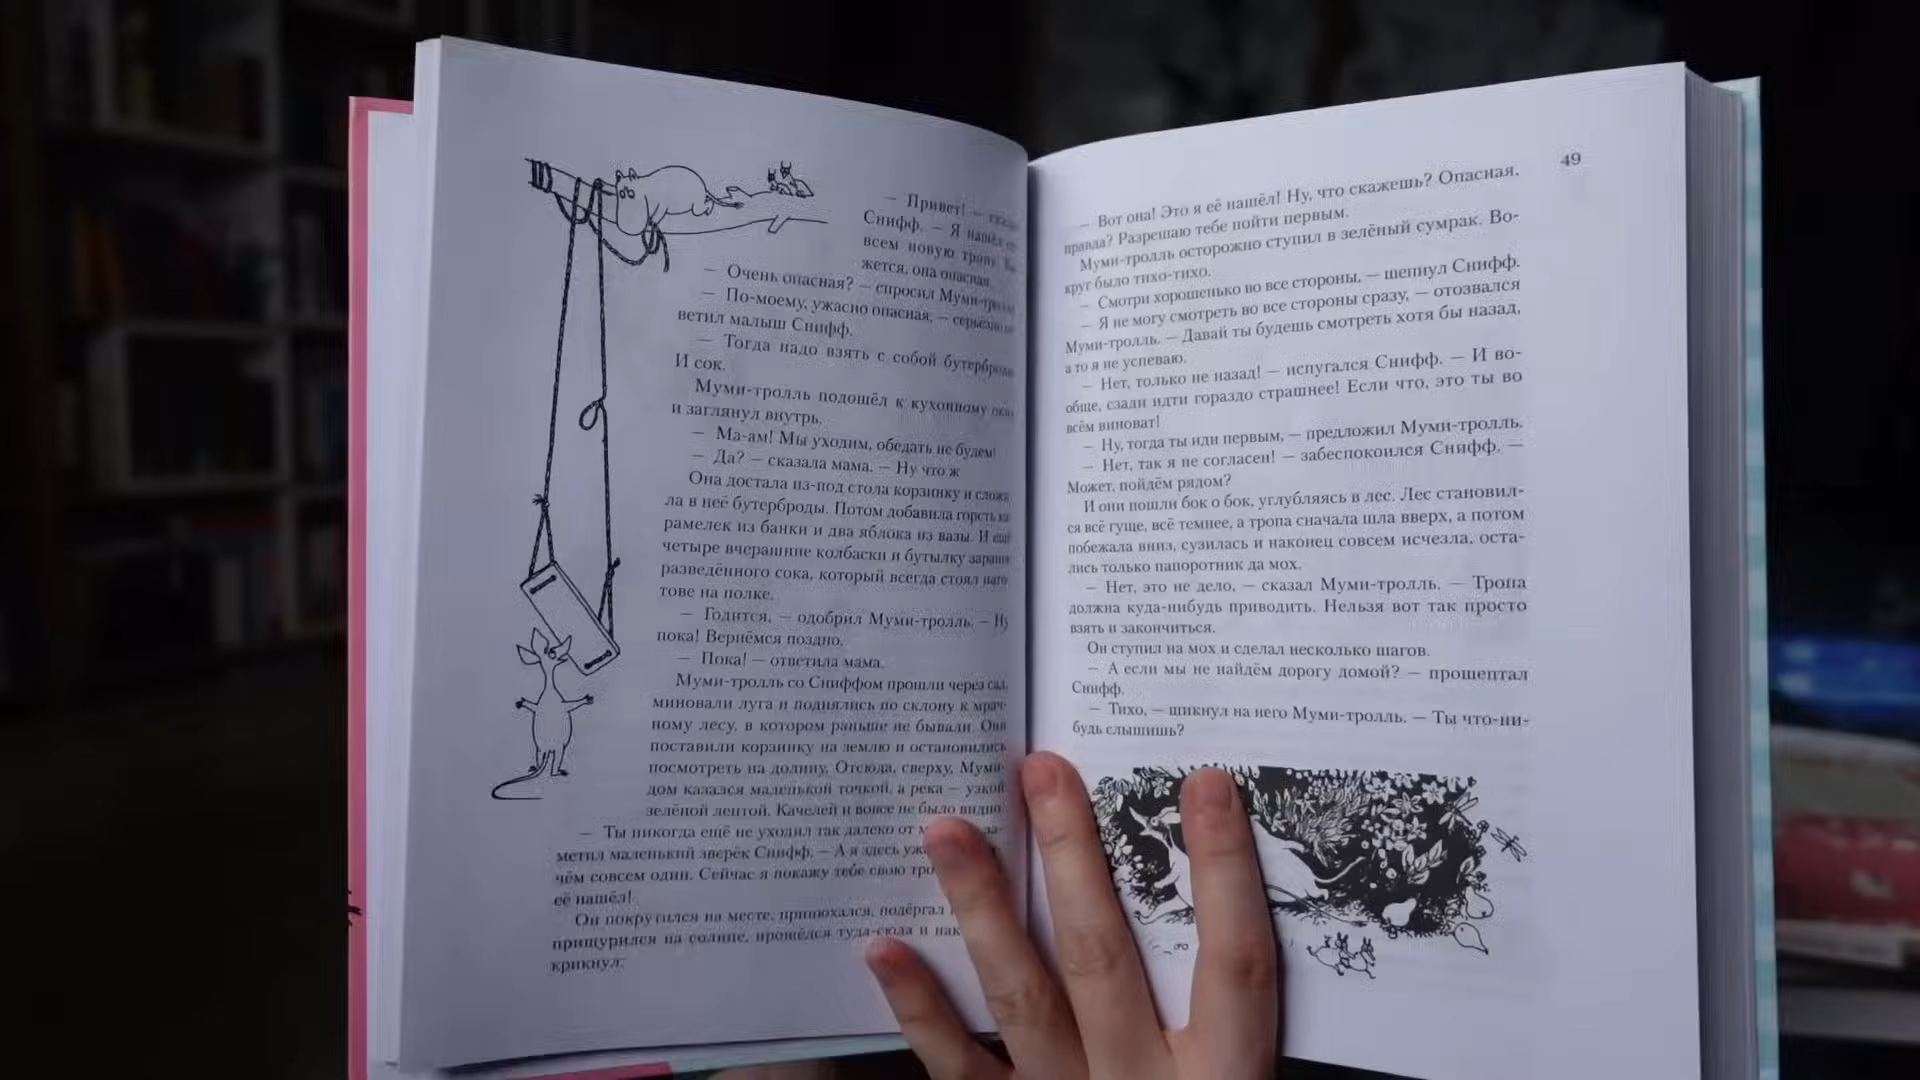 — Привет! —
Снифф. — Я нашёл
всем новую тропу.
жется, она опасная.
— Очень опасная? — спросил Муми-тролль
— По-моему, ужасно опасная, — серьёзно
ветил малыш Снифф.
— Тогда надо взять с собой бутерброды
И сок.
Муми-тролль подошёл к кухонному окну
и заглянул внутрь.
— Ма-ам! Мы уходим, обедать не будем!
— Да? — сказала мама. — Ну что ж
Она достала из-под стола корзинку и сложи
ла в неё бутерброды. Потом добавила горсть ка
рамелек из банки и два яблока из вазы. И ещё
четыре вчерашние колбаски и бутылку заранее
разведённого сока, который всегда стоял наго
тове на полке.
— Годится, — одобрил Муми-тролль. — Ну
пока! Вернёмся поздно.
— Пока! — ответила мама.
Муми-тролль со Сниффом прошли через сад,
миновали луга и поднялись по склону к мрач-
ному лесу, в котором раньше не бывали. Они
поставили корзинку на землю и остановились
посмотреть на долину. Отсюда, сверху, Муми-
дом казался маленькой точкой, а река — узкой
зелёной лентой. Качелей и вовсе не было видно.
— Ты никогда ещё не уходил так далеко от за-
метил маленький зверёк Снифф. — А я здесь
чём совсем один. Сейчас я покажу тебе свою
её нашёл!
Он покрутился на месте, принюхался, подёргал
прищурился на солнце, прошёлся туда-сюда и
крикнул:
49
— Вот она! Это я её нашёл! Ну, что скажешь? Опасная,
правда? Разрешаю тебе пойти первым.
Муми-тролль осторожно ступил в зелёный сумрак. Во-
круг было тихо-тихо.
— Смотри хорошенько во все стороны, — шепнул Снифф.
— Я не могу смотреть во все стороны сразу, — отозвался
Муми-тролль. — Давай ты будешь смотреть хотя бы назад,
а то я не успеваю.
— Нет, только не назад! — испугался Снифф. — И во-
обще, сзади идти гораздо страшнее! Если что, это ты во
всём виноват!
— Ну, тогда ты иди первым, — предложил Муми-тролль.
— Нет, так я не согласен! — забеспокоился Снифф. —
Может, пойдём рядом?
И они пошли бок о бок, углубляясь в лес. Лес становил-
ся всё гуще, всё темнее, а тропа сначала шла вверх, а потом
побежала вниз, сузилась и наконец совсем исчезла, оста-
лись только папоротник да мох.
— Нет, это не дело, — сказал Муми-тролль. — Тропа
должна куда-нибудь приводить. Нельзя вот так просто
взять и закончиться.
Он ступил на мох и сделал несколько шагов.
— А если мы не найдём дорогу домой? — прошептал
Снифф.
— Тихо, — шикнул на него Муми-тролль. — Ты что-ни-
будь слышишь?